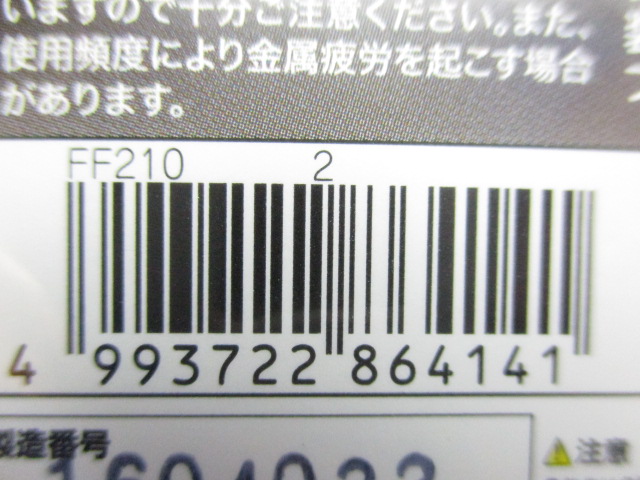 いますので十分ご注意ください。また、
使用頻度により金属疲労を起こす場合
があります。
FF210 2
4 993722 864141
製造番号
⚠注意